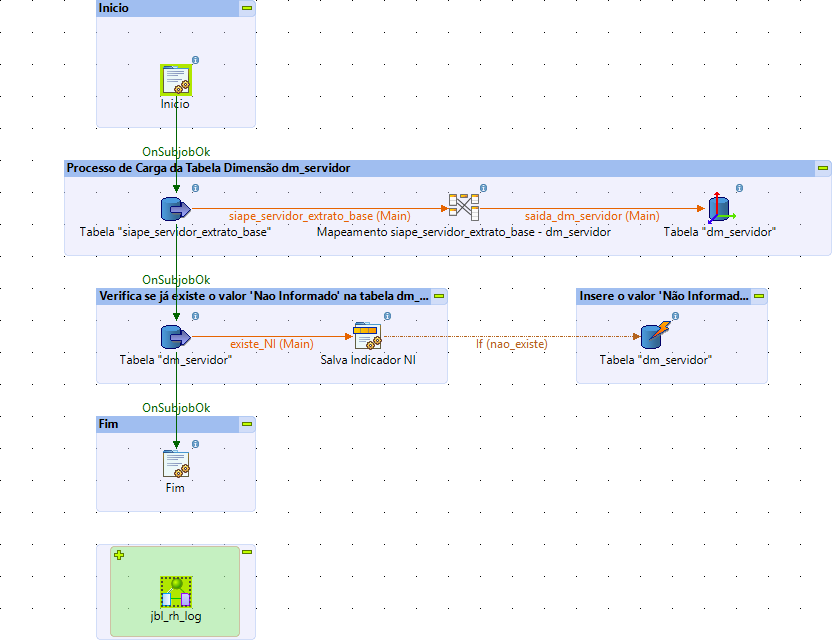 Inicio
Inicio
OnSubjobOk
Processo de Carga da Tabela Dimensão dm_servidor
siape_servidor_extrato_base (Main)
saida_dm_servidor (Main)
Tabela "siape_servidor_extrato_base"
Mapeamento siape_servidor_extrato_base - dm_servidor
Tabela "dm_servidor"
OnSubjobOk
Verifica se já existe o valor 'Nao Informado' na tabela dm_...
Insere o valor 'Não Informad...
existe_NI (Main)
If (nao_existe)
Tabela "dm_servidor"
Salva Indicador NI
Tabela "dm_servidor"
OnSubjobOk
Fim
Fim
jbl_rh_log